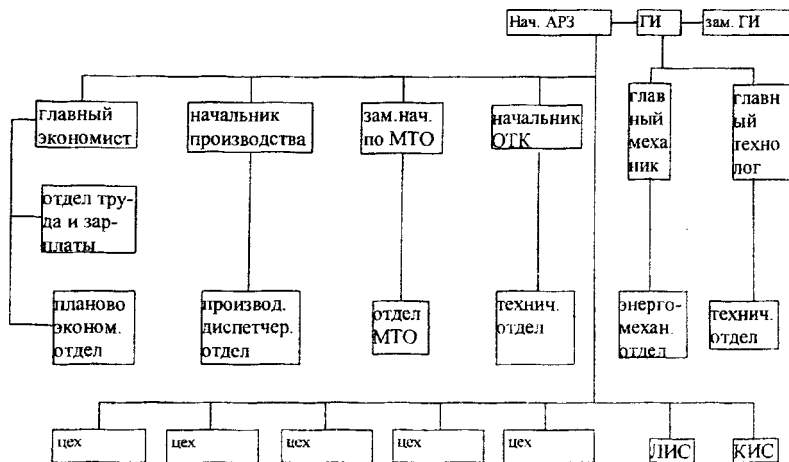 Нач. АРЗ
ГИ
зам. ГИ
главный
экономист
начальник
производства
зам.нач.
по МТО
начальник
ОТК
глав
ный
меха
ник
главн
ый
техно
лог
отдел тру-
да и зар-
платы
планово
эконом.
отдел
производ.
диспетчер.
отдел
отдел
МТО
технич.
отдел
энерго-
механ.
отдел
технич.
отдел
цех
цех
цех
цех
цех
ЛИС
КИС